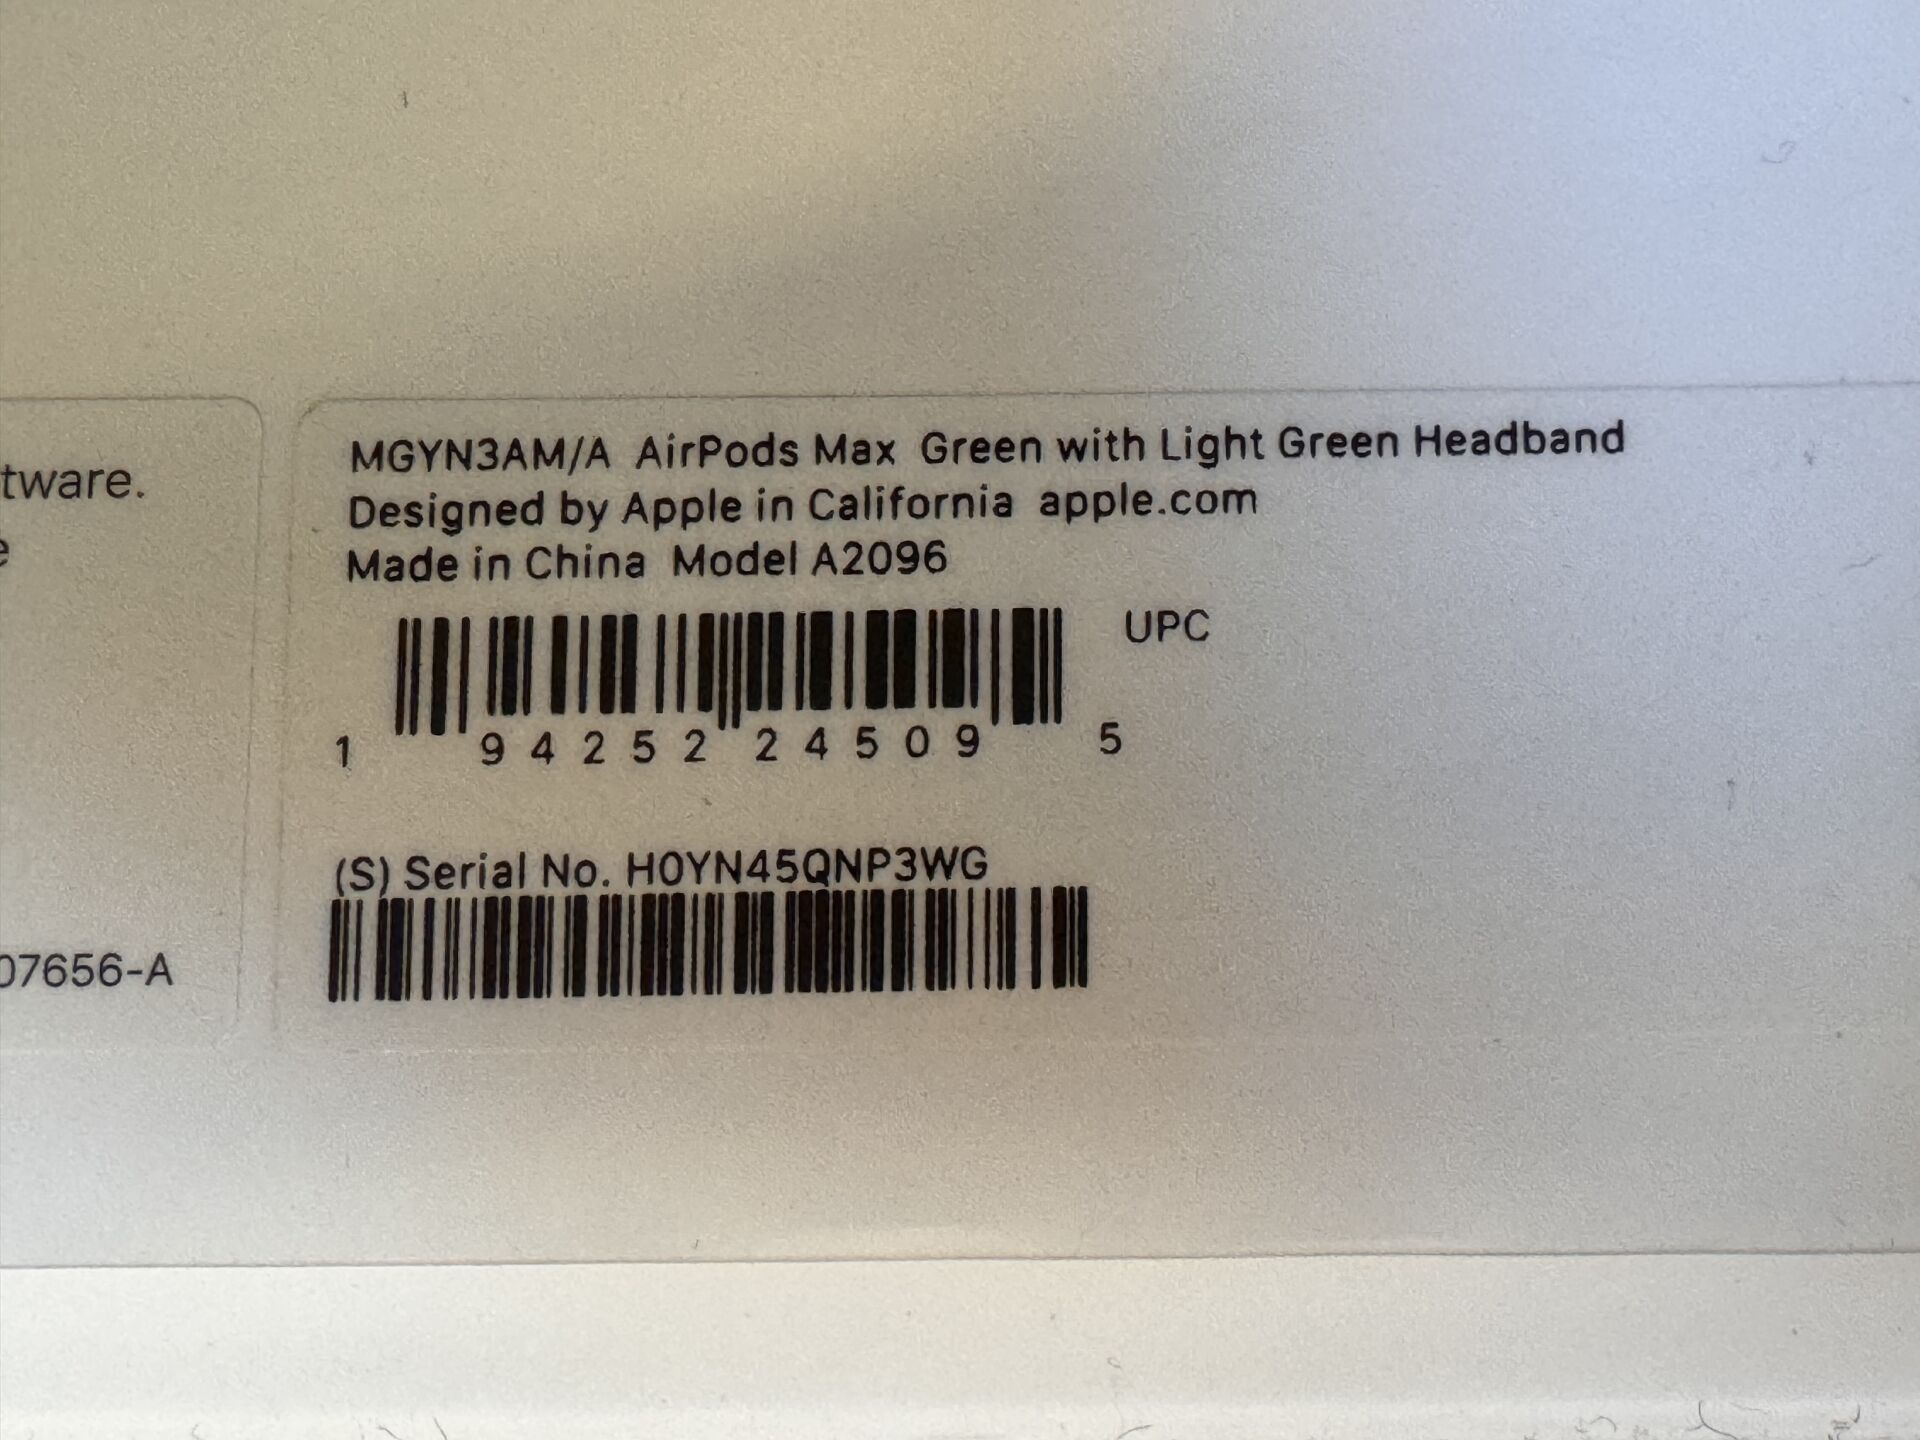 tware.
e
07656-A
MGYN3AM/A AirPods Max Green with Light Green Headband
Designed by Apple in California apple.com
Made in China Model A2096
UPC
1 94252 24509 5
(S) Serial No. H0YN45QNP3WG